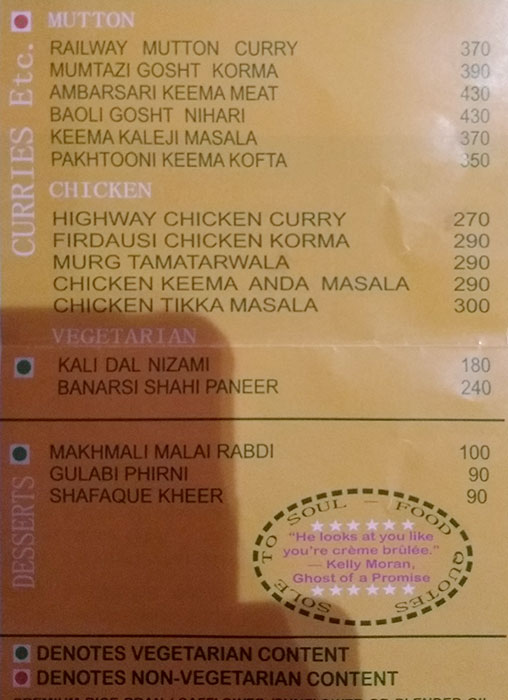 CURRIES Etc.
MUTTON
RAILWAY MUTTON CURRY 370
MUMTAZI GOSHT KORMA 390
AMBARSARI KEEMA MEAT 430
BAOLI GOSHT NIHARI 430
KEEMA KALEJI MASALA 370
PAKHTOONI KEEMA KOFTA 350
CHICKEN
HIGHWAY CHICKEN CURRY 270
FIRDAUSI CHICKEN KORMA 290
MURG TAMATARWALA 290
CHICKEN KEEMA ANDA MASALA 290
CHICKEN TIKKA MASALA 300
VEGETARIAN
KALI DAL NIZAMI 180
BANARSI SHAHI PANEER 240
DESSERTS
MAKHMALI MALAI RABDI 100
GULABI PHIRNI 90
SHAFAQUE KHEER 90
SOLE TO SOUL – FOOD QUOTES
"He looks at you like
you're crème brûlée."
— Kelly Moran,
Ghost of a Promise
DENOTES VEGETARIAN CONTENT
DENOTES NON-VEGETARIAN CONTENT